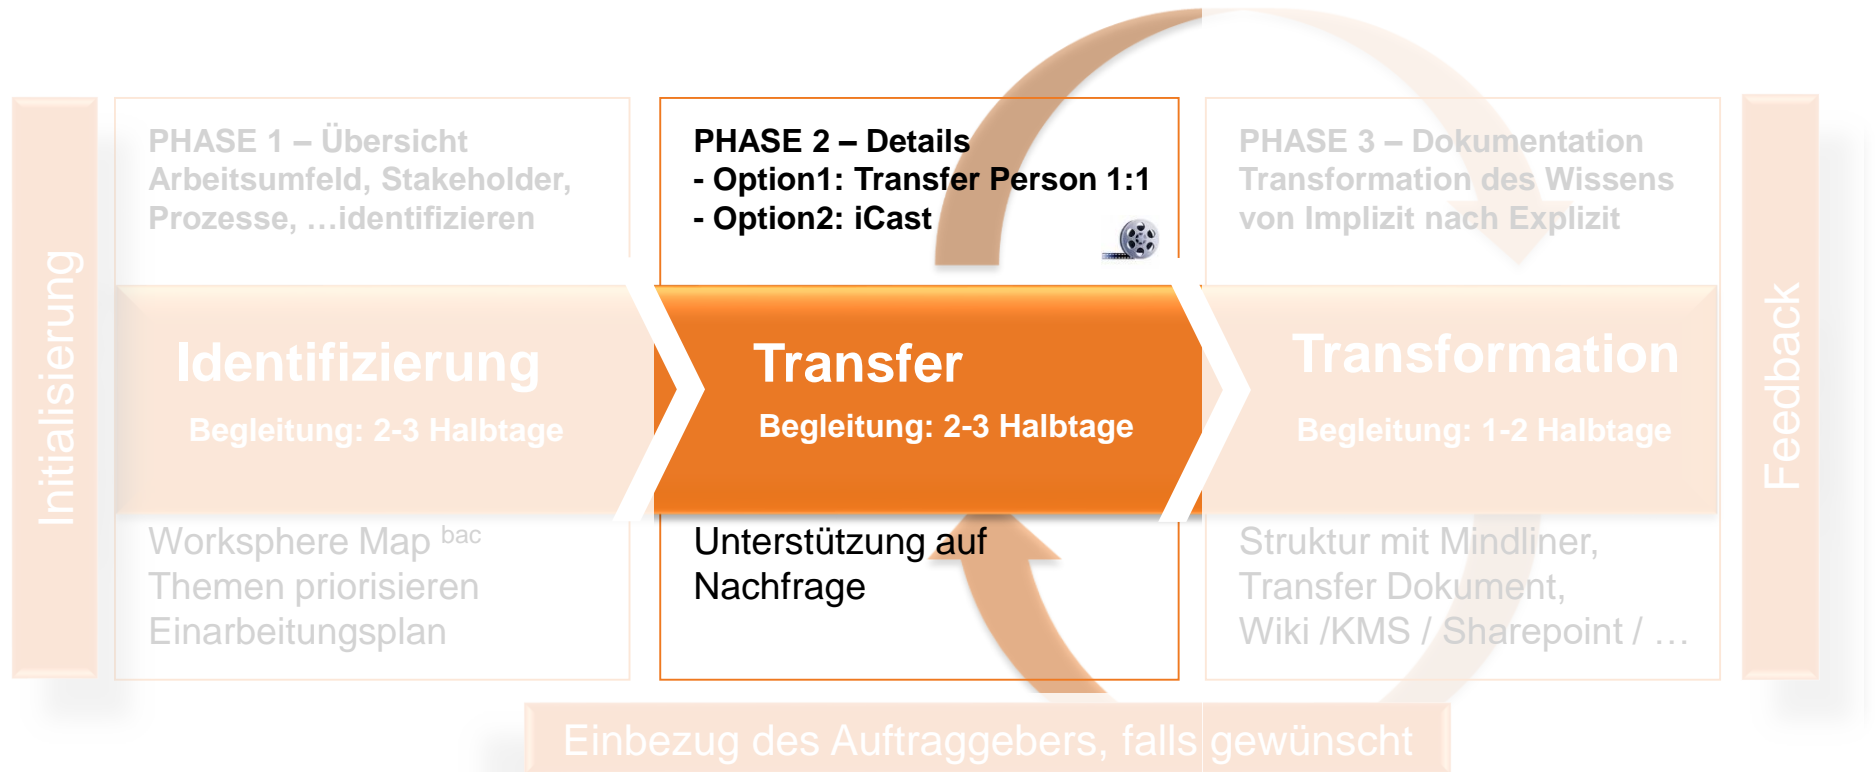 Initialisierung
PHASE 1 – Übersicht
Arbeitsumfeld, Stakeholder,
Prozesse, …identifizieren
Identifizierung
Begleitung: 2-3 Halbtage
Worksphere Map bac
Themen priorisieren
Einarbeitungsplan
PHASE 2 – Details
- Option1: Transfer Person 1:1
- Option2: iCast
Transfer
Begleitung: 2-3 Halbtage
Unterstützung auf
Nachfrage
PHASE 3 – Dokumentation
Transformation des Wissens
von Implizit nach Explizit
Transformation
Begleitung: 1-2 Halbtage
Struktur mit Mindliner,
Transfer Dokument,
Wiki /KMS / Sharepoint / …
Feedback
Einbezug des Auftraggebers, falls gewünscht